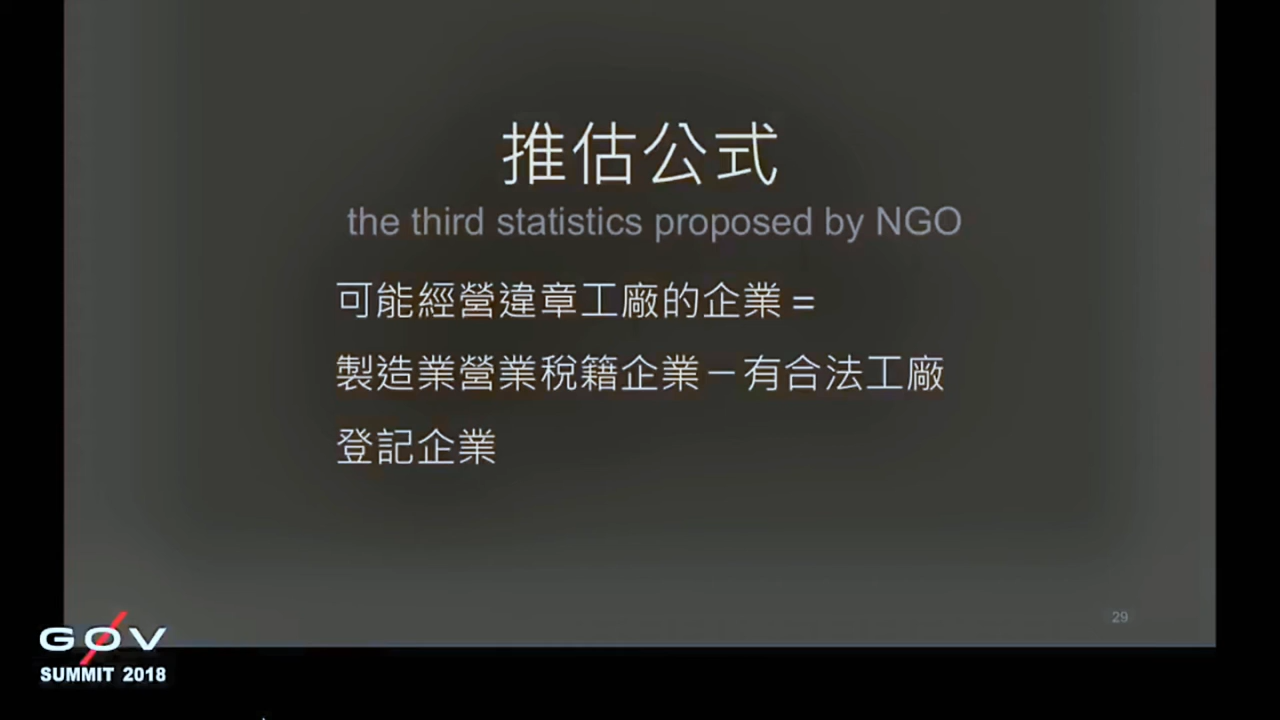 推估公式
the third statistics proposed by NGO
可能經營違章工廠的企業 =
製造業營業稅籍企業－有合法工廠
登記企業
29
G0V
SUMMIT 2018